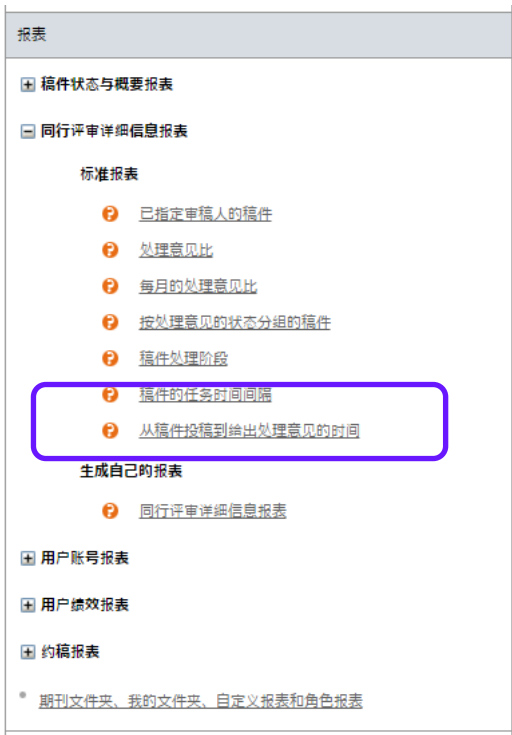 报表
稿件状态与概要报表
同行评审详细信息报表
标准报表
已指定审稿人的稿件
处理意见比
每月的处理意见比
按处理意见的状态分组的稿件
稿件处理阶段
稿件的任务时间间隔
从稿件投稿到给出处理意见的时间
生成自己的报表
同行评审详细信息报表
用户账号报表
用户绩效报表
约稿报表
期刊文件夹、我的文件夹、自定义报表和角色报表